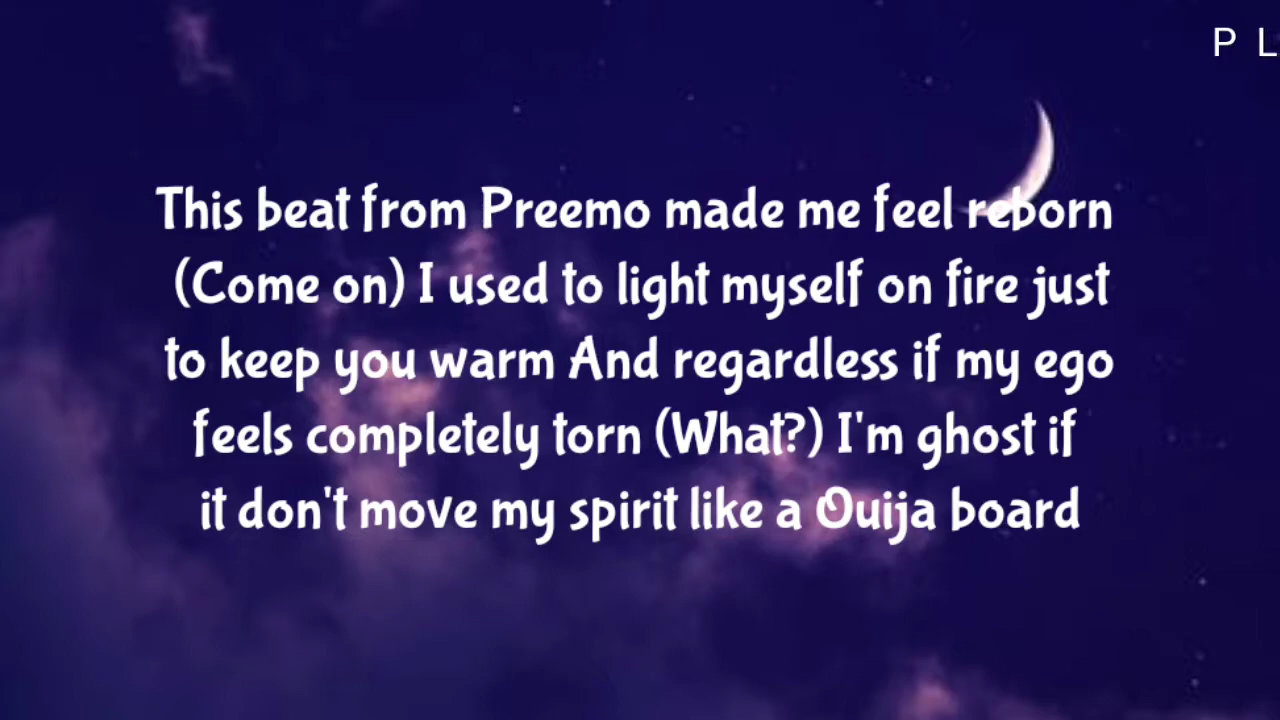 P L
This beat from Preemo made me feel reborn
(Come on) I used to light myself on fire just
to keep you warm And regardless if my ego
feels completely torn (What?) I'm ghost if
it don't move my spirit like a Ouija board